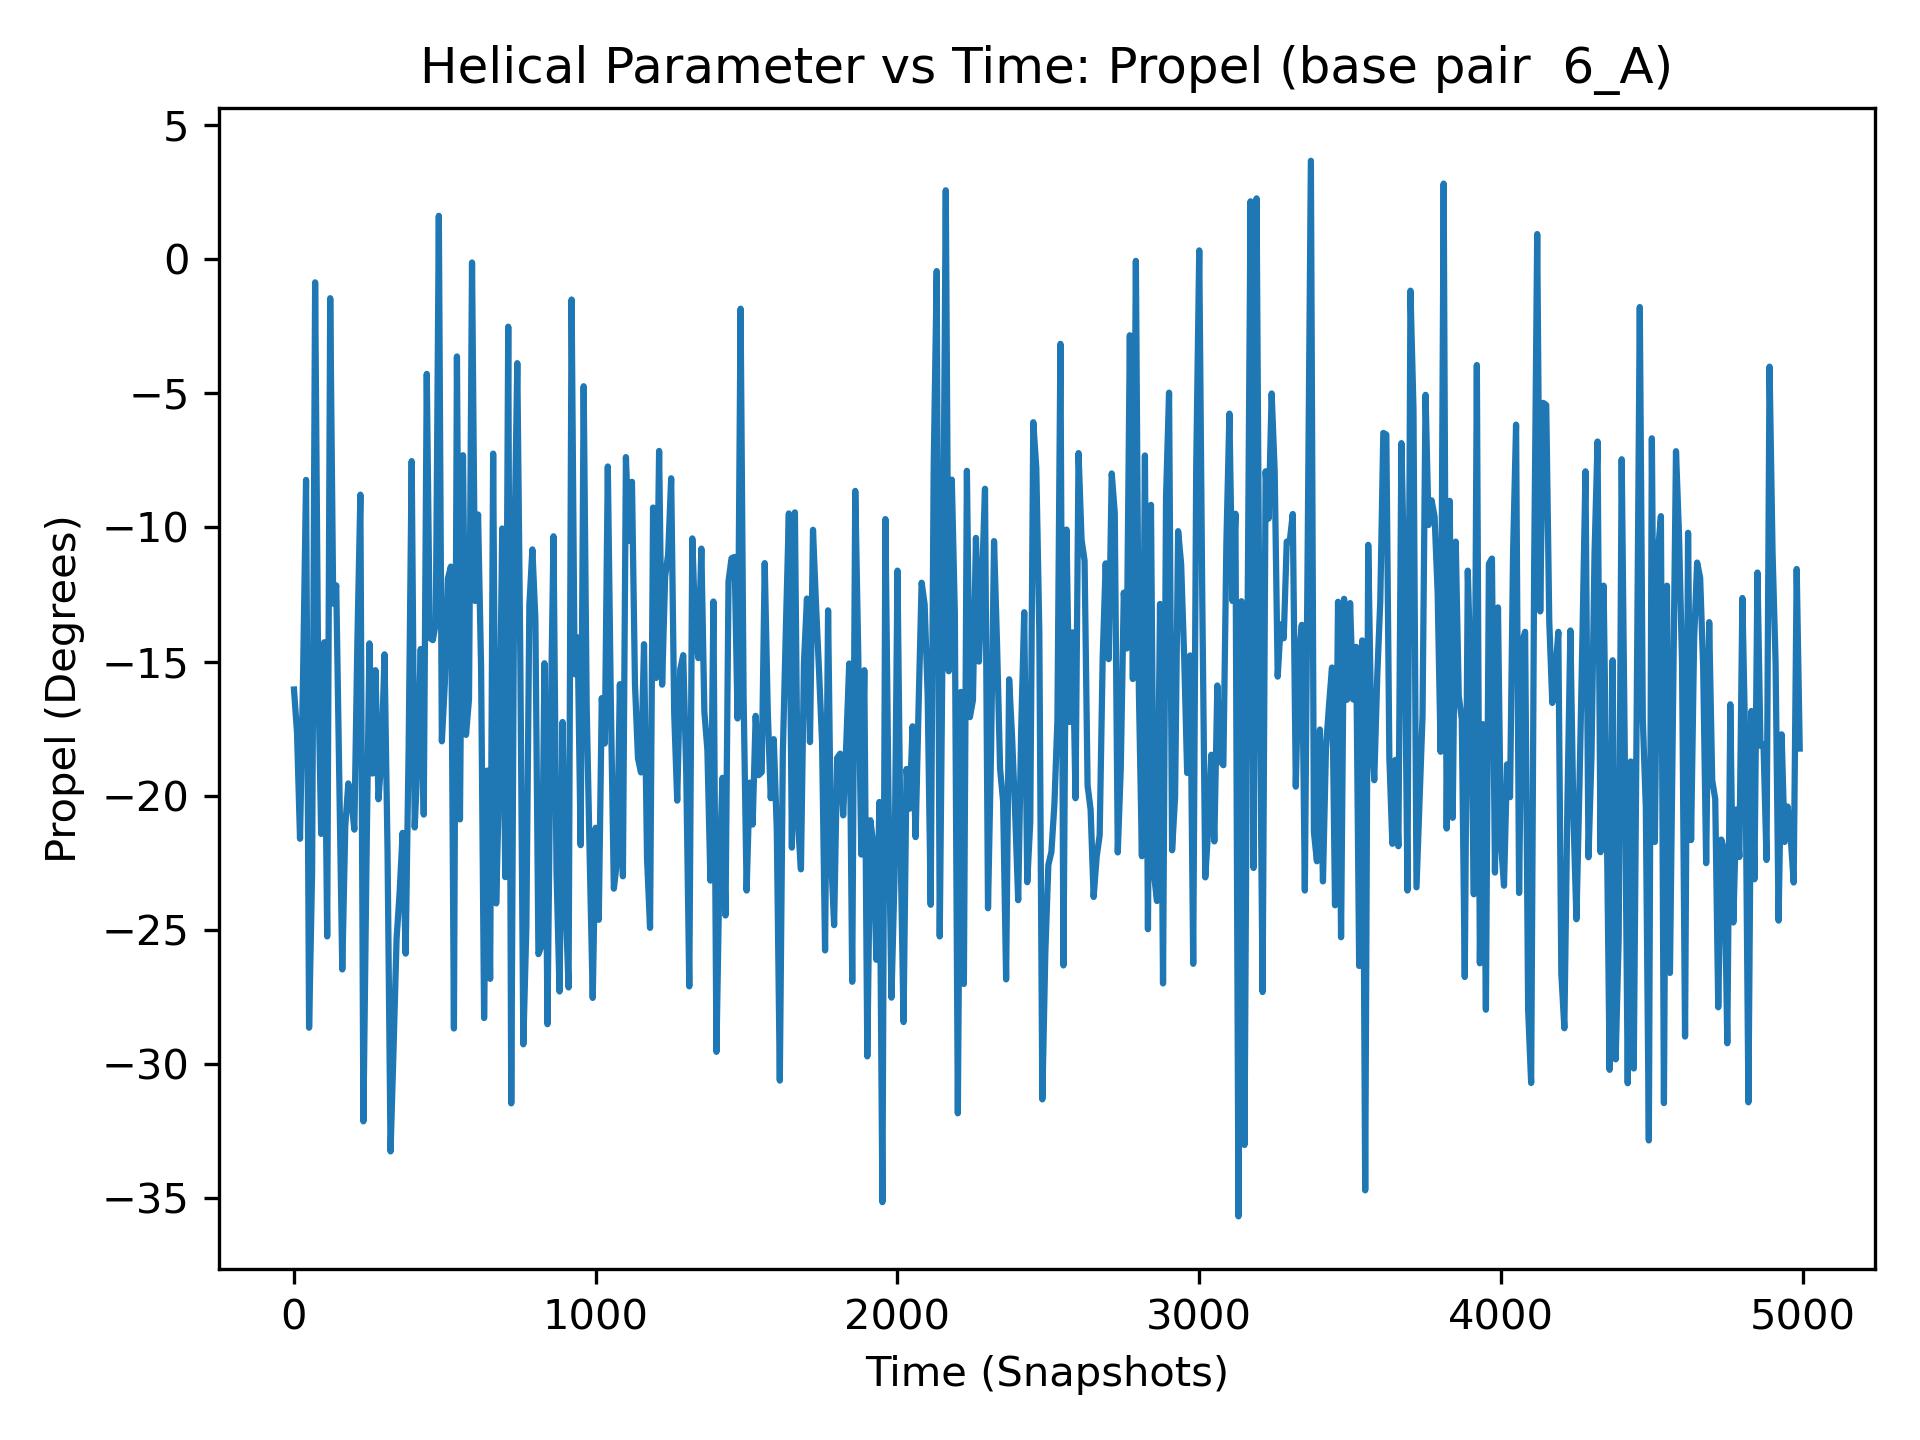 Helical Parameter vs Time: Propel (base pair  6_A)
5
0
−5
−10
−15
−20
−25
−30
−35
Propel (Degrees)
0 1000 2000 3000 4000 5000
Time (Snapshots)